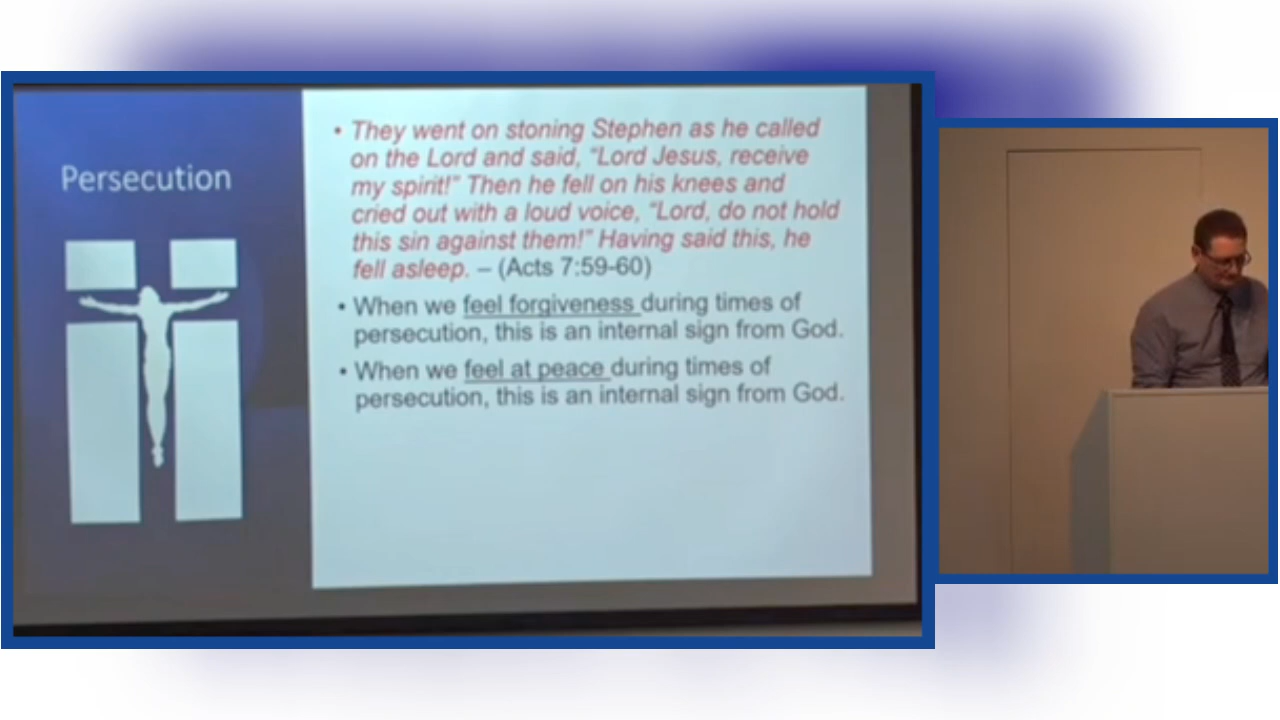 Persecution
• They went on stoning Stephen as he called
on the Lord and said, “Lord Jesus, receive
my spirit!” Then he fell on his knees and
cried out with a loud voice, “Lord, do not hold
this sin against them!” Having said this, he
fell asleep. – (Acts 7:59-60)
• When we feel forgiveness during times of
persecution, this is an internal sign from God.
• When we feel at peace during times of
persecution, this is an internal sign from God.